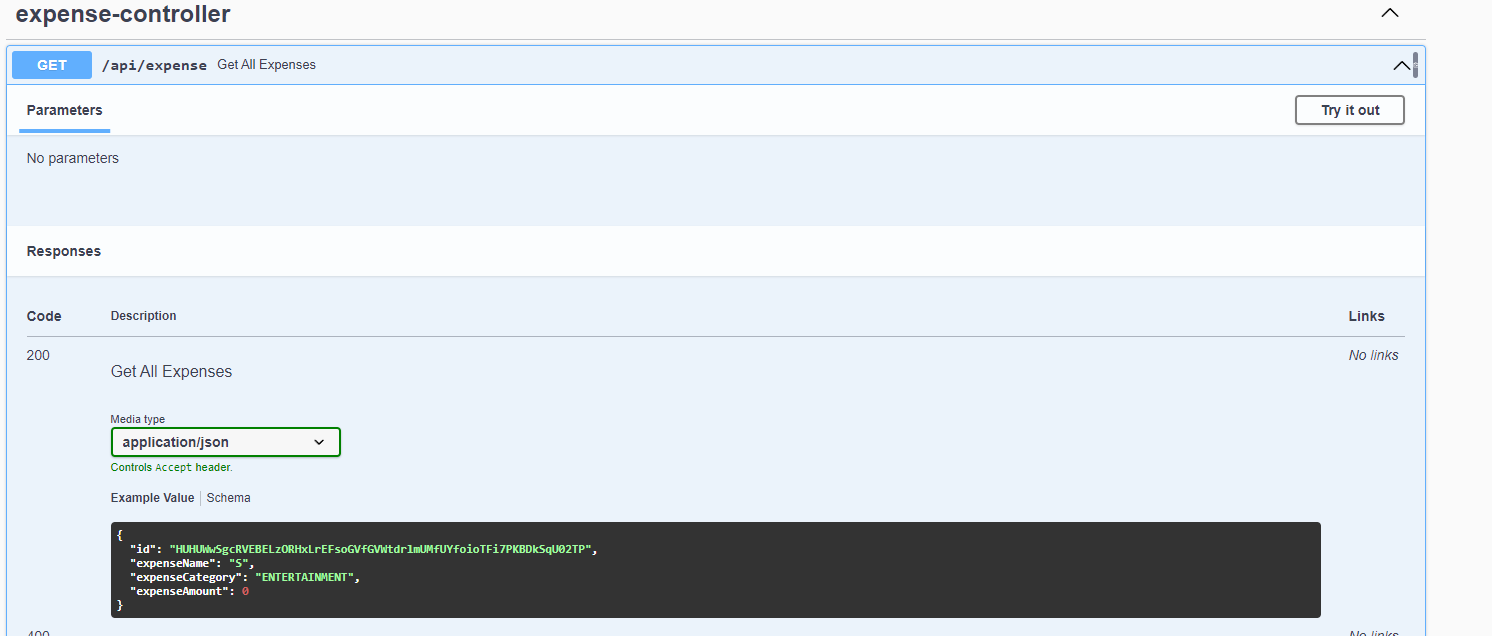 expense-controller
GET /api/expense Get All Expenses
Parameters
Try it out
No parameters
Responses
Code Description Links
200 No links
Get All Expenses
Media type
application/json
Controls Accept header.
Example Value Schema
{
"id": "HUHUWwSgcRVEBELzORHxLrEFsoGVfGVWtdrlmUMfUYfoioTFi7PKBDkSqU02TP",
"expenseName": "S",
"expenseCategory": "ENTERTAINMENT",
"expenseAmount": 0
}
400 No links